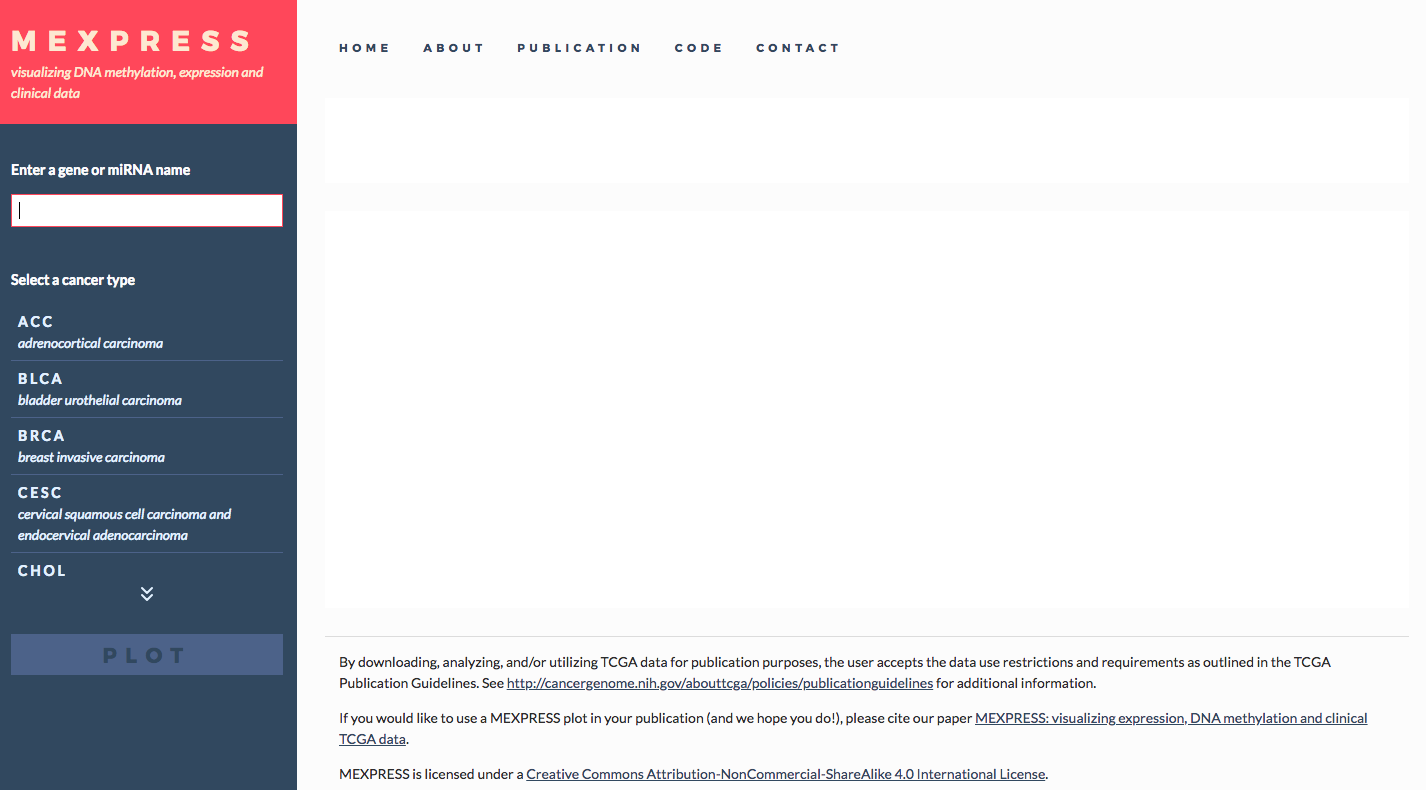 MEXPRESS
visualizing DNA methylation, expression and
clinical data
Enter a gene or miRNA name
Select a cancer type
ACC
adrenocortical carcinoma
BLCA
bladder urothelial carcinoma
BRCA
breast invasive carcinoma
CESC
cervical squamous cell carcinoma and
endocervical adenocarcinoma
CHOL
PLOT
HOME ABOUT PUBLICATION CODE CONTACT
By downloading, analyzing, and/or utilizing TCGA data for publication purposes, the user accepts the data use restrictions and requirements as outlined in the TCGA
Publication Guidelines. See http://cancergenome.nih.gov/abouttcga/policies/publicationguidelines for additional information.
If you would like to use a MEXPRESS plot in your publication (and we hope you do!), please cite our paper MEXPRESS: visualizing expression, DNA methylation and clinical
TCGA data.
MEXPRESS is licensed under a Creative Commons Attribution-NonCommercial-ShareAlike 4.0 International License.